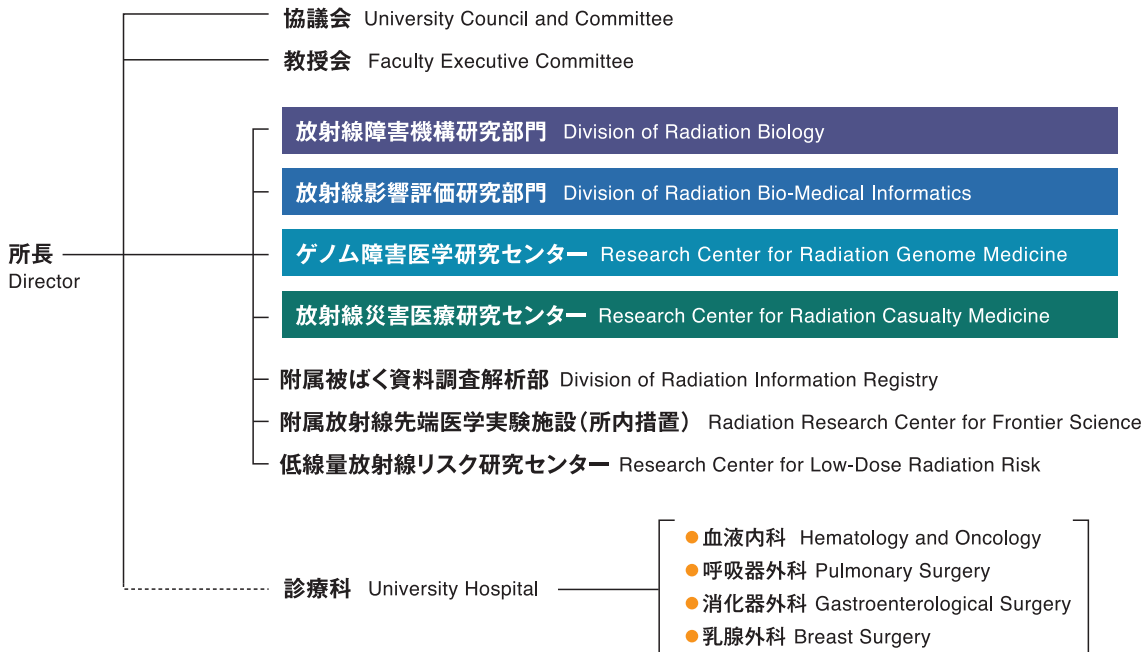 協議会 University Council and Committee
教授会 Faculty Executive Committee
放射線障害機構研究部門 Division of Radiation Biology
放射線影響評価研究部門 Division of Radiation Bio-Medical Informatics
所長
Director
ゲノム障害医学研究センター Research Center for Radiation Genome Medicine
放射線災害医療研究センター Research Center for Radiation Casualty Medicine
附属被ばく資料調査解析部 Division of Radiation Information Registry
附属放射線先端医学実験施設（所内措置） Radiation Research Center for Frontier Science
低線量放射線リスク研究センター Research Center for Low-Dose Radiation Risk
診療科 University Hospital
血液内科 Hematology and Oncology
呼吸器外科 Pulmonary Surgery
消化器外科 Gastroenterological Surgery
乳腺外科 Breast Surgery